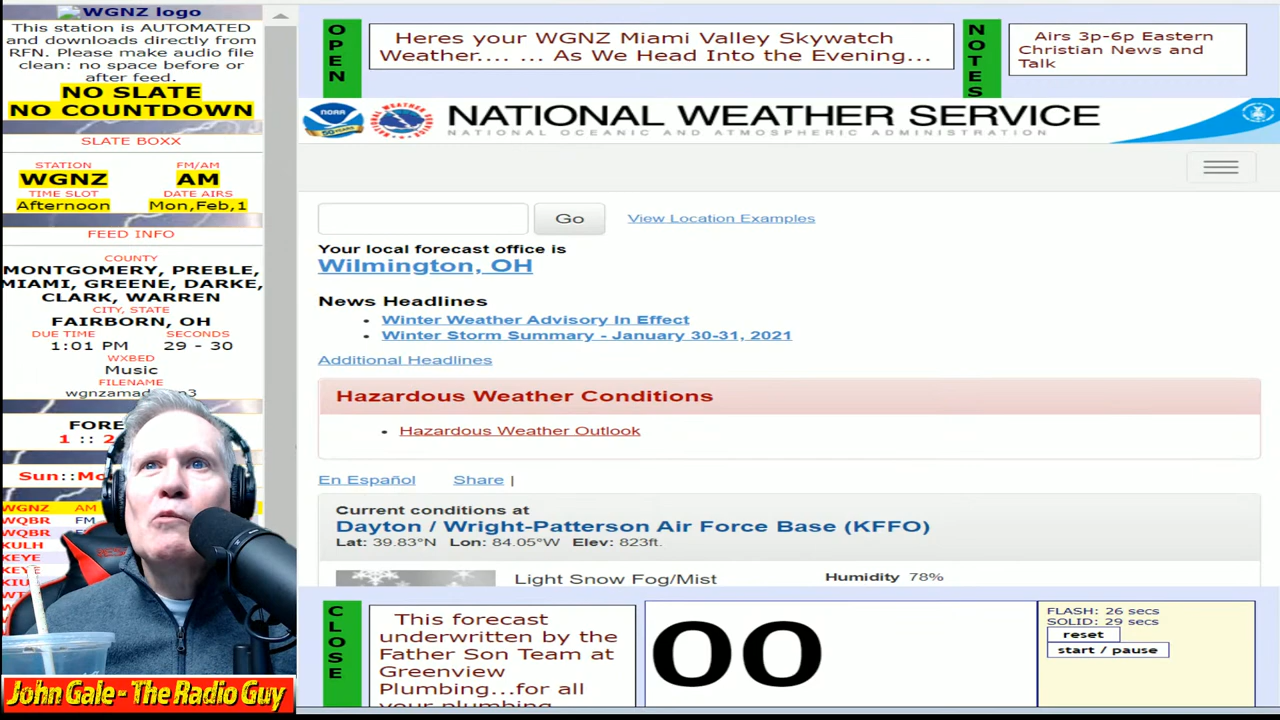 WGNZ logo
This station is AUTOMATED
and downloads directly from
RFN. Please make audio file
clean: no space before or
after feed.
NO SLATE
NO COUNTDOWN
SLATE BOXX
STATION FM/AM
WGNZ AM
TIME SLOT DATE AIRS
Afternoon Mon,Feb,1
FEED INFO
COUNTY
MONTGOMERY, PREBLE,
MIAMI, GREENE, DARKE,
CLARK, WARREN
CITY, STATE
FAIRBORN, OH
DUE TIME SECONDS
1:01 PM 29 - 30
WXBED
Music
FILENAME
1 ::
Sun::
WGNZ AM
WQBR FM
WQBR
KULH
KEYE
John Gale - The Radio Guy
OPEN
Heres your WGNZ Miami Valley Skywatch
Weather.... ... As We Head Into the Evening...
NOTES
Airs 3p-6p Eastern
Christian News and
Talk
NOAA
NATIONAL WEATHER SERVICE
NATIONAL OCEANIC AND ATMOSPHERIC ADMINISTRATION
Go View Location Examples
Your local forecast office is
Wilmington, OH
News Headlines
Winter Weather Advisory In Effect
Winter Storm Summary - January 30-31, 2021
Additional Headlines
Hazardous Weather Conditions
Hazardous Weather Outlook
En Español Share |
Current conditions at
Dayton / Wright-Patterson Air Force Base (KFFO)
Lat: 39.83°N Lon: 84.05°W Elev: 823ft.
Light Snow Fog/Mist Humidity 78%
CLOSE
This forecast
underwritten by the
Father Son Team at
Greenview
Plumbing...for all
your plumbing
00
FLASH: 26 secs
SOLID: 29 secs
reset
start / pause